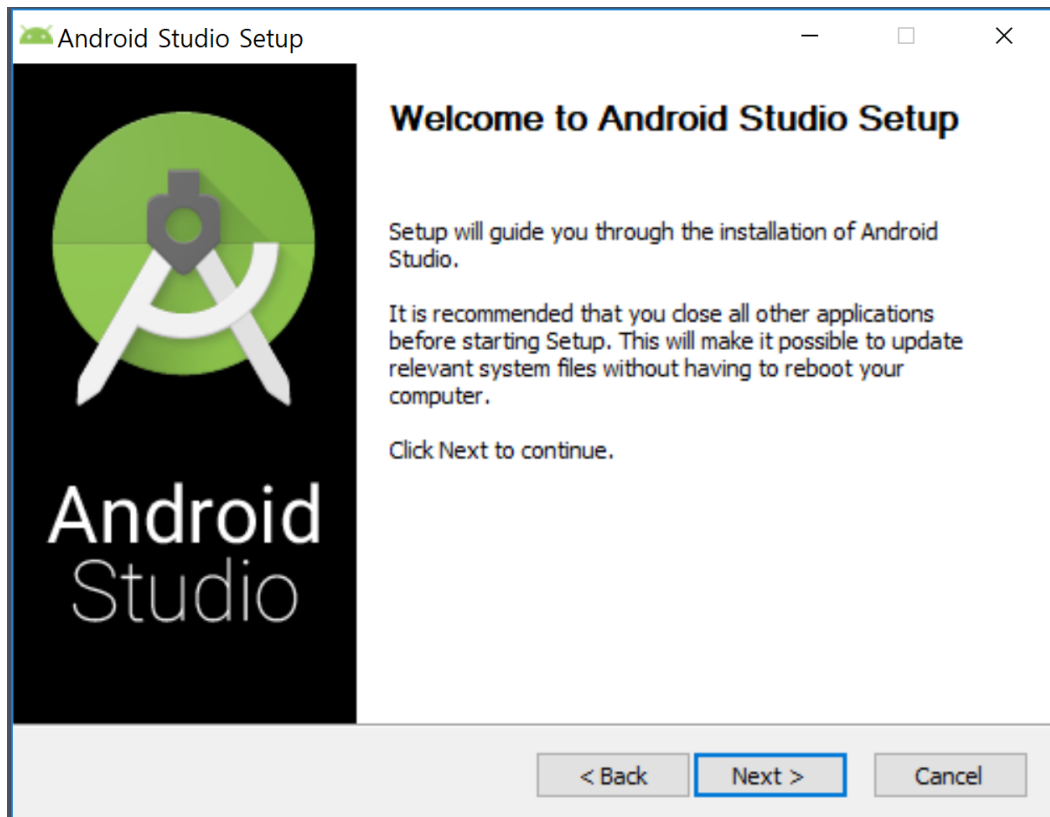 Android Studio Setup
Welcome to Android Studio Setup
Setup will guide you through the installation of Android
Studio.
It is recommended that you close all other applications
before starting Setup. This will make it possible to update
relevant system files without having to reboot your
computer.
Click Next to continue.
Android
Studio
< Back Next > Cancel